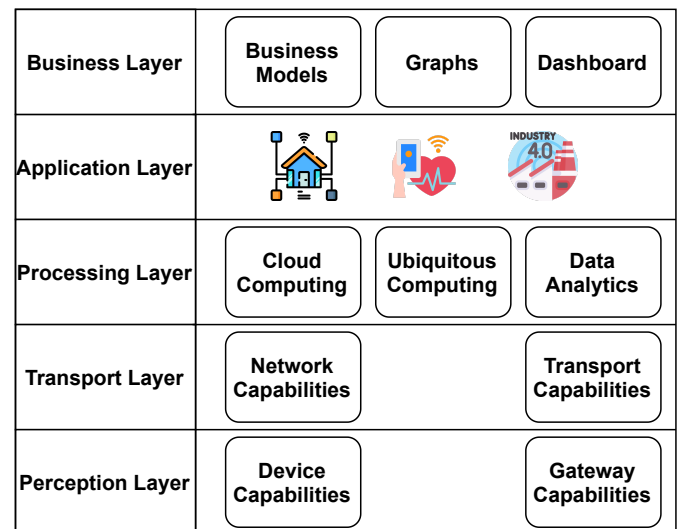 Business Layer
Business
Models
Graphs
Dashboard
Application Layer
INDUSTRY
4.0
Processing Layer
Cloud
Computing
Ubiquitous
Computing
Data
Analytics
Transport Layer
Network
Capabilities
Transport
Capabilities
Perception Layer
Device
Capabilities
Gateway
Capabilities